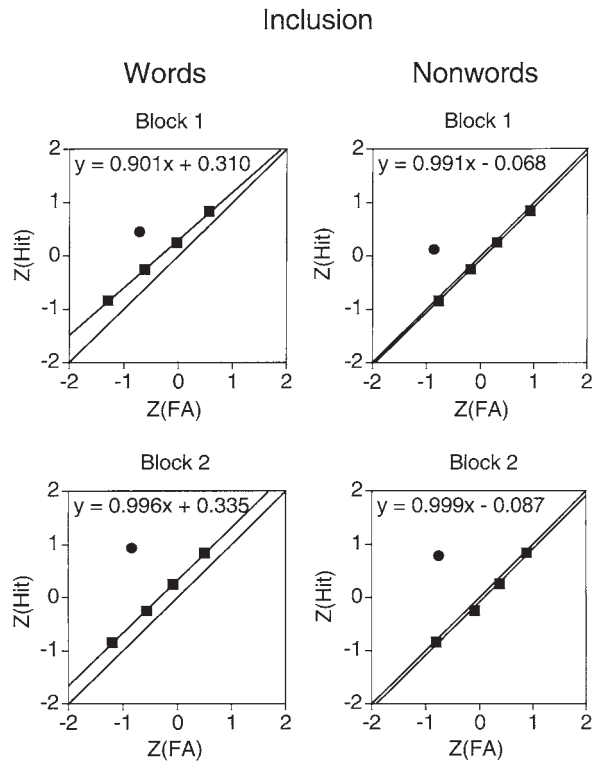 Inclusion
Words
Nonwords
Block 1
2
1
0
-1
-2
Z(Hit)
y = 0.901x + 0.310
-2 -1 0 1 2
Z(FA)
Block 1
2
1
0
-1
-2
Z(Hit)
y = 0.991x - 0.068
-2 -1 0 1 2
Z(FA)
Block 2
2
1
0
-1
-2
Z(Hit)
y = 0.996x + 0.335
-2 -1 0 1 2
Z(FA)
Block 2
2
1
0
-1
-2
Z(Hit)
y = 0.999x - 0.087
-2 -1 0 1 2
Z(FA)